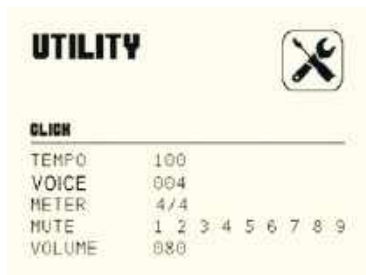 UTILITY
CLICK
TEMPO 100
VOICE 004
METER 4/4
MUTE 1 2 3 4 5 6 7 8 9
VOLUME 080